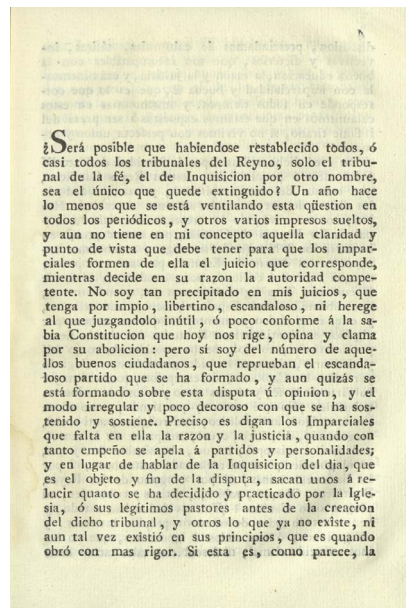 ¿Será posible que habiendose restablecido todos, ó
casi todos los tribunales del Reyno, solo el tribu-
nal de la fé, el de Inquisicion por otro nombre,
sea el único que quede extinguido? Un año hace
lo menos que se está ventilando esta qüestion en
todos los periódicos, y otros varios impresos sueltos,
y aun no tiene en mi concepto aquella claridad y
punto de vista que debe tener para que los impar-
ciales formen de ella el juicio que corresponde,
mientras decide en su razon la autoridad compe-
tente. No soy tan precipitado en mis juicios, que
tenga por impio, libertino, escandaloso, ni herege
al que juzgandolo inútil, ó poco conforme á la sa-
bia Constitucion que hoy nos rige, opina y clama
por su abolicion: pero sí soy del número de aque-
llos buenos ciudadanos, que reprueban el escanda-
loso partido que se ha formado, y aun quizás se
está formando sobre esta disputa ú opinion, y el
modo irregular y poco decoroso con que se ha sos-
tenido y sostiene. Preciso es digan los Imparciales
que falta en ella la razon y la justicia, quando con
tanto empeño se apela á partidos y personalidades;
y en lugar de hablar de la Inquisicion del dia, que
es el objeto y fin de la disputa, sacan unos á re-
lucir quanto se ha decidido y practicado por la Igle-
sia, ó sus legítimos pastores antes de la creacion
del dicho tribunal, y otros lo que ya no existe, ni
aun tal vez existió en sus principios, que es quando
obró con mas rigor. Si esta es, como parece, la